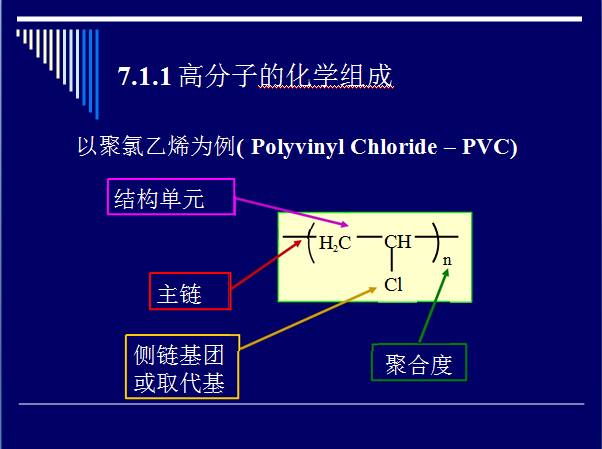 7.1.1 高分子的化学组成
以聚氯乙烯为例( Polyvinyl Chloride – PVC)
结构单元
H₂C
CH
n
Cl
主链
侧链基团
或取代基
聚合度